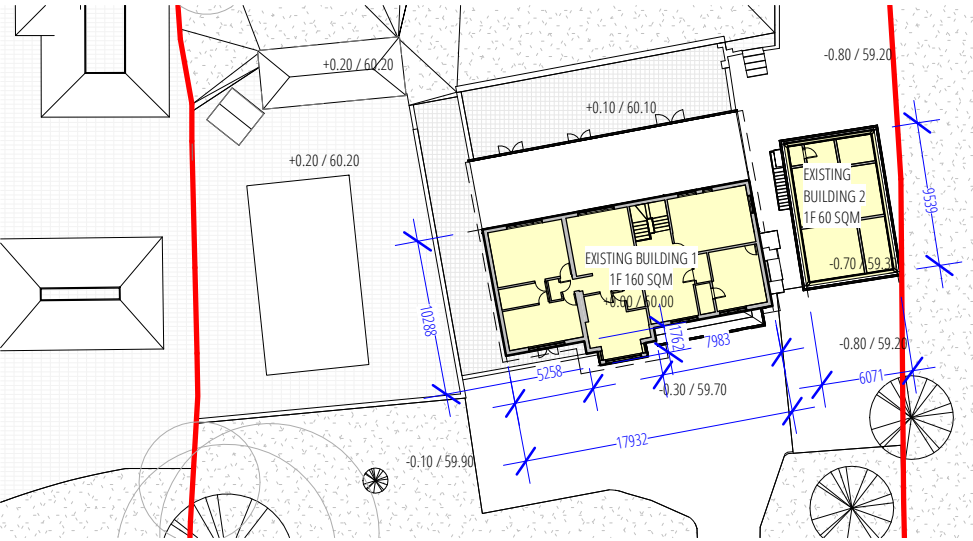 -0.80 / 59.20
+0.20 / 60.20
+0.10 / 60.10
+0.20 / 60.20
EXISTING
BUILDING 2
1F 60 SQM
9539
EXISTING BUILDING 1
1F 160 SQM
+0.00 / 60.00
-0.70 / 59.3
10288
1762
7983
-0.80 / 59.20
5258
6071
-0.30 / 59.70
17932
-0.10 / 59.90